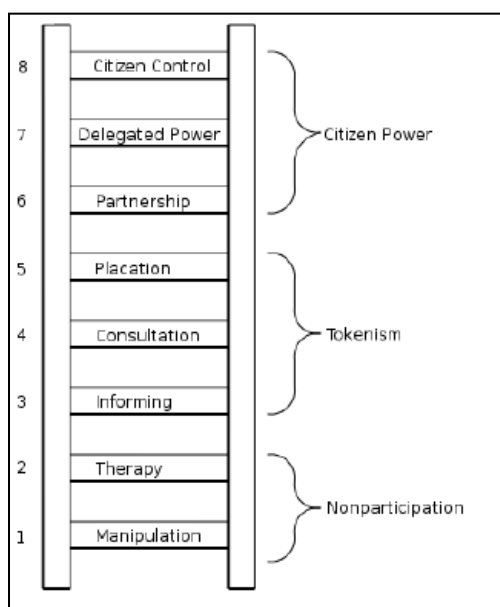 8 Citizen Control
7 Delegated Power Citizen Power
6 Partnership
5 Placation
4 Consultation Tokenism
3 Informing
2 Therapy
Nonparticipation
1 Manipulation